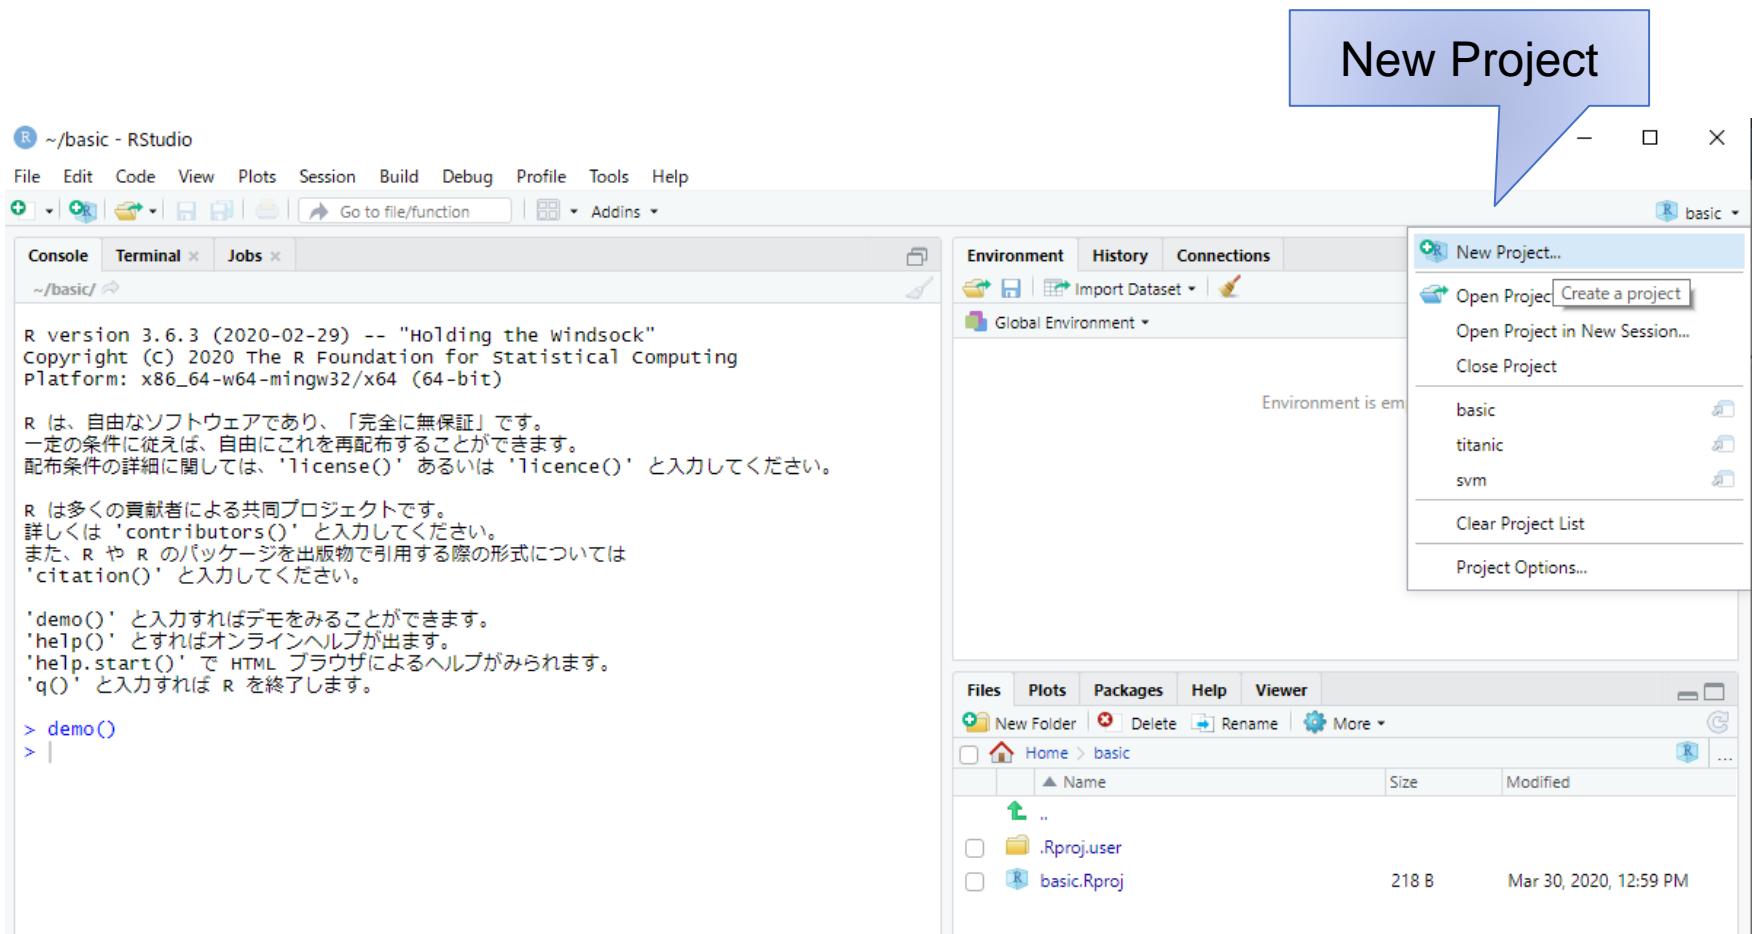 New Project
~/basic - RStudio
File Edit Code View Plots Session Build Debug Profile Tools Help
Go to file/function Addins basic
Console Terminal Jobs
~/basic/
R version 3.6.3 (2020-02-29) -- "Holding the Windsock"
Copyright (C) 2020 The R Foundation for Statistical Computing
Platform: x86_64-w64-mingw32/x64 (64-bit)
R は、自由なソフトウェアであり、「完全に無保証」です。
一定の条件に従えば、自由にこれを再配布することができます。
配布条件の詳細に関しては、'license()' あるいは 'licence()' と入力してください。
R は多くの貢献者による共同プロジェクトです。
詳しくは 'contributors()' と入力してください。
また、R や R のパッケージを出版物で引用する際の形式については
'citation()' と入力してください。
'demo()' と入力すればデモをみることができます。
'help()' とすればオンラインヘルプが出ます。
'help.start()' で HTML ブラウザによるヘルプがみられます。
'q()' と入力すれば R を終了します。
> demo()
>
Environment History Connections
Import Dataset
Global Environment
Environment is em
New Project...
Open Projec
Create a project
Open Project in New Session...
Close Project
basic
titanic
svm
Clear Project List
Project Options...
Files Plots Packages Help Viewer
New Folder Delete Rename More
Home > basic
Name Size Modified
..
.Rproj.user
basic.Rproj 218 B Mar 30, 2020, 12:59 PM